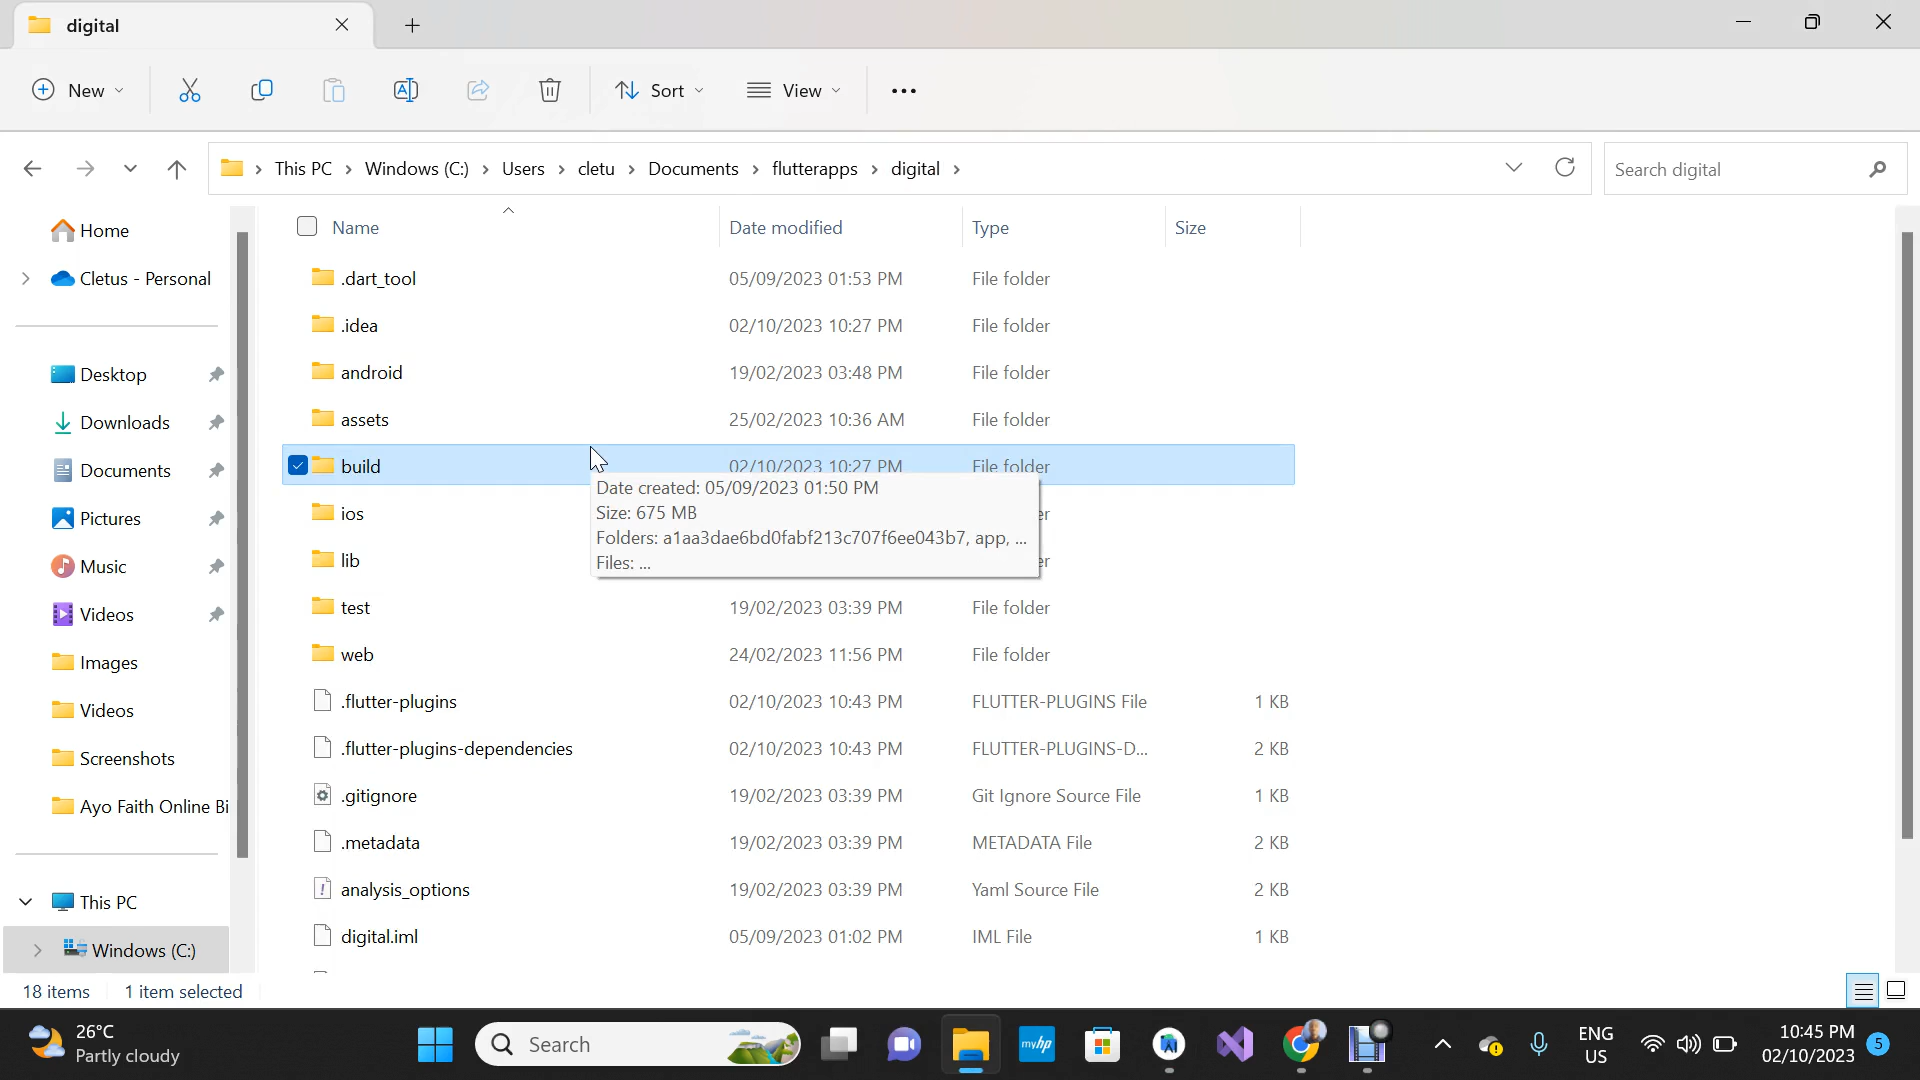 digital
New
Sort
View
This PC
Windows (C:)
Users
cletu
Documents
flutterapps
digital
Search digital
Home
Cletus - Personal
Desktop
Downloads
Documents
Pictures
Music
Videos
Images
Videos
Screenshots
Ayo Faith Online Bi
This PC
Windows (C:)
Name Date modified Type Size
.dart_tool 05/09/2023 01:53 PM File folder
.idea 02/10/2023 10:27 PM File folder
android 19/02/2023 03:48 PM File folder
assets 25/02/2023 10:36 AM File folder
build 02/10/2023 10:27 PM File folder
Date created: 05/09/2023 01:50 PM
Size: 675 MB
Folders: a1aa3dae6bd0fabf213c707f6ee043b7, app, ...
Files: ...
ios er
lib er
test 19/02/2023 03:39 PM File folder
web 24/02/2023 11:56 PM File folder
.flutter-plugins 02/10/2023 10:43 PM FLUTTER-PLUGINS File 1 KB
.flutter-plugins-dependencies 02/10/2023 10:43 PM FLUTTER-PLUGINS-D... 2 KB
.gitignore 19/02/2023 03:39 PM Git Ignore Source File 1 KB
.metadata 19/02/2023 03:39 PM METADATA File 2 KB
analysis_options 19/02/2023 03:39 PM Yaml Source File 2 KB
digital.iml 05/09/2023 01:02 PM IML File 1 KB
18 items 1 item selected
26°C
Partly cloudy
Search
myhp
ENG
US
10:45 PM
02/10/2023
5